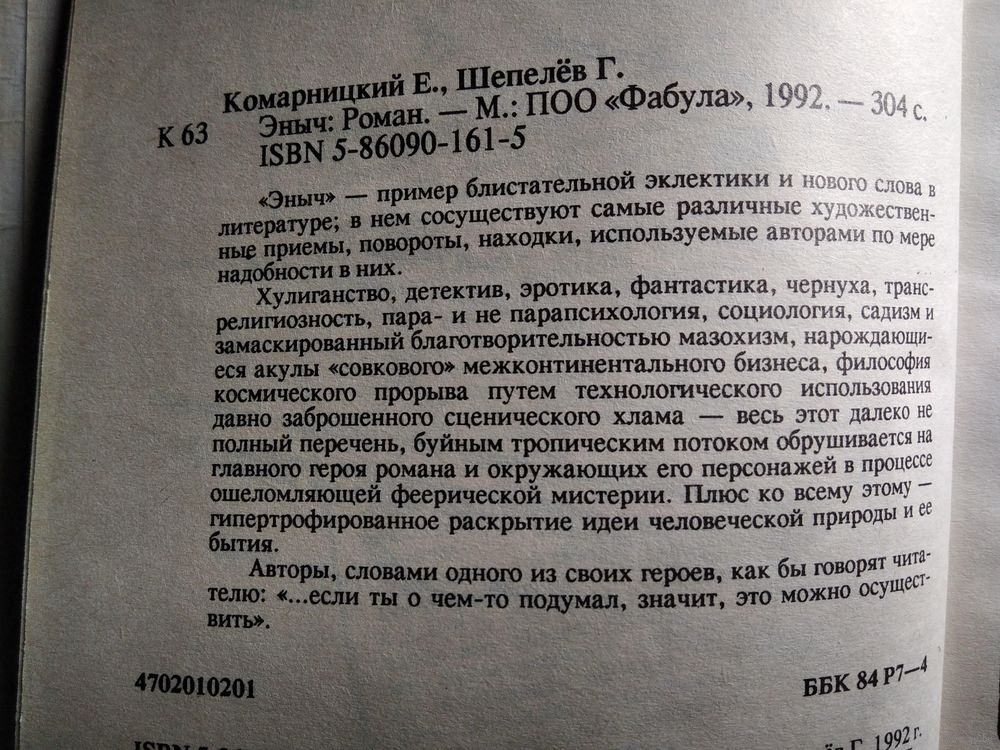 Комарницкий Е., Шепелёв Г.
К 63 Эныч: Роман. — М.: ПОО «Фабула», 1992. — 304 с.
ISBN 5-86090-161-5
«Эныч» — пример блистательной эклектики и нового слова в
литературе; в нем сосуществуют самые различные художествен-
ные приемы, повороты, находки, используемые авторами по мере
надобности в них.
Хулиганство, детектив, эротика, фантастика, чернуха, транс-
религиозность, пара- и не парапсихология, социология, садизм и
замаскированный благотворительностью мазохизм, нарождающи-
еся акулы «совкового» межконтинентального бизнеса, философия
космического прорыва путем технологического использования
давно заброшенного сценического хлама — весь этот далеко не
полный перечень, буйным тропическим потоком обрушивается на
главного героя романа и окружающих его персонажей в процессе
ошеломляющей феерической мистерии. Плюс ко всему этому —
гипертрофированное раскрытие идеи человеческой природы и ее
бытия.
Авторы, словами одного из своих героев, как бы говорят чита-
телю: «...если ты о чем-то подумал, значит, это можно осущест-
вить».
4702010201
ББК 84 Р7—4
ISBN
Г. 1992 г.